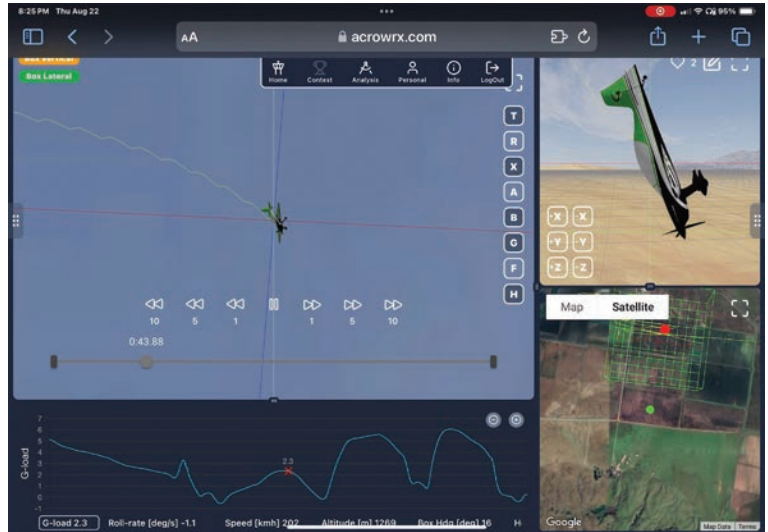 8:25 PM Thu Aug 22
95%
AA
acrowrx.com
Box Vertical
Box Lateral
Home
Contest
Analysis
Personal
Info
LogOut
2
T
R
X
A
B
G
F
H
-X X
-Y -Y
-Z -Z
10
5
1
1
5
10
0:43.88
Map
Satellite
7
6
5
4
3
2
1
0
-1
G-load
2.3
G-load 2.3
Roll-rate [deg/s] -1.1
Speed [kmh] 202
Altitude [m] 1269
Box Hdg [deg] 16
H
Google
Map Data
Terms